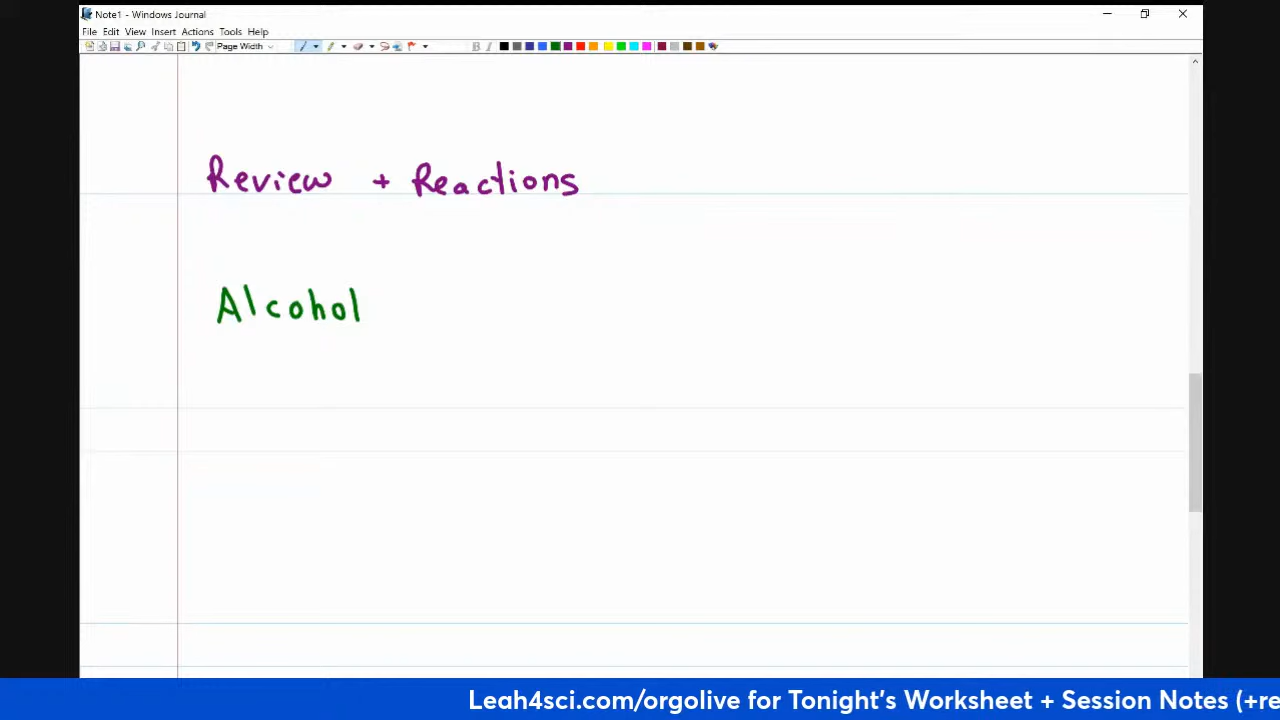 Note1 - Windows Journal
File Edit View Insert Actions Tools Help
Page Width
B I
Review + Reactions
Alcohol
Leah4sci.com/orgolive for Tonight's Worksheet + Session Notes (+re